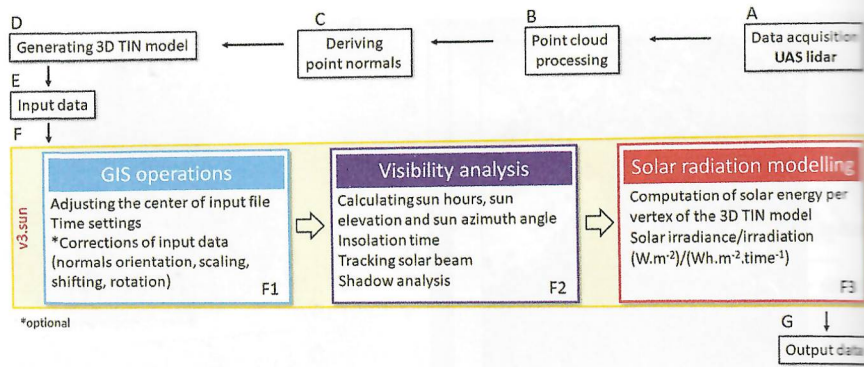 D
C
B
A
Generating 3D TIN model
Deriving
point normals
Point cloud
processing
Data acquisition
UAS lidar
E
Input data
F
v3.sun
GIS operations
Adjusting the center of input file
Time settings
*Corrections of input data
(normals orientation, scaling,
shifting, rotation)
F1
Visibility analysis
Calculating sun hours, sun
elevation and sun azimuth angle
Insolation time
Tracking solar beam
Shadow analysis
F2
Solar radiation modelling
Computation of solar energy per
vertex of the 3D TIN model
Solar irradiance/irradiation
(W.m⁻²)/(Wh.m⁻².time⁻¹)
F3
*optional
G
Output data